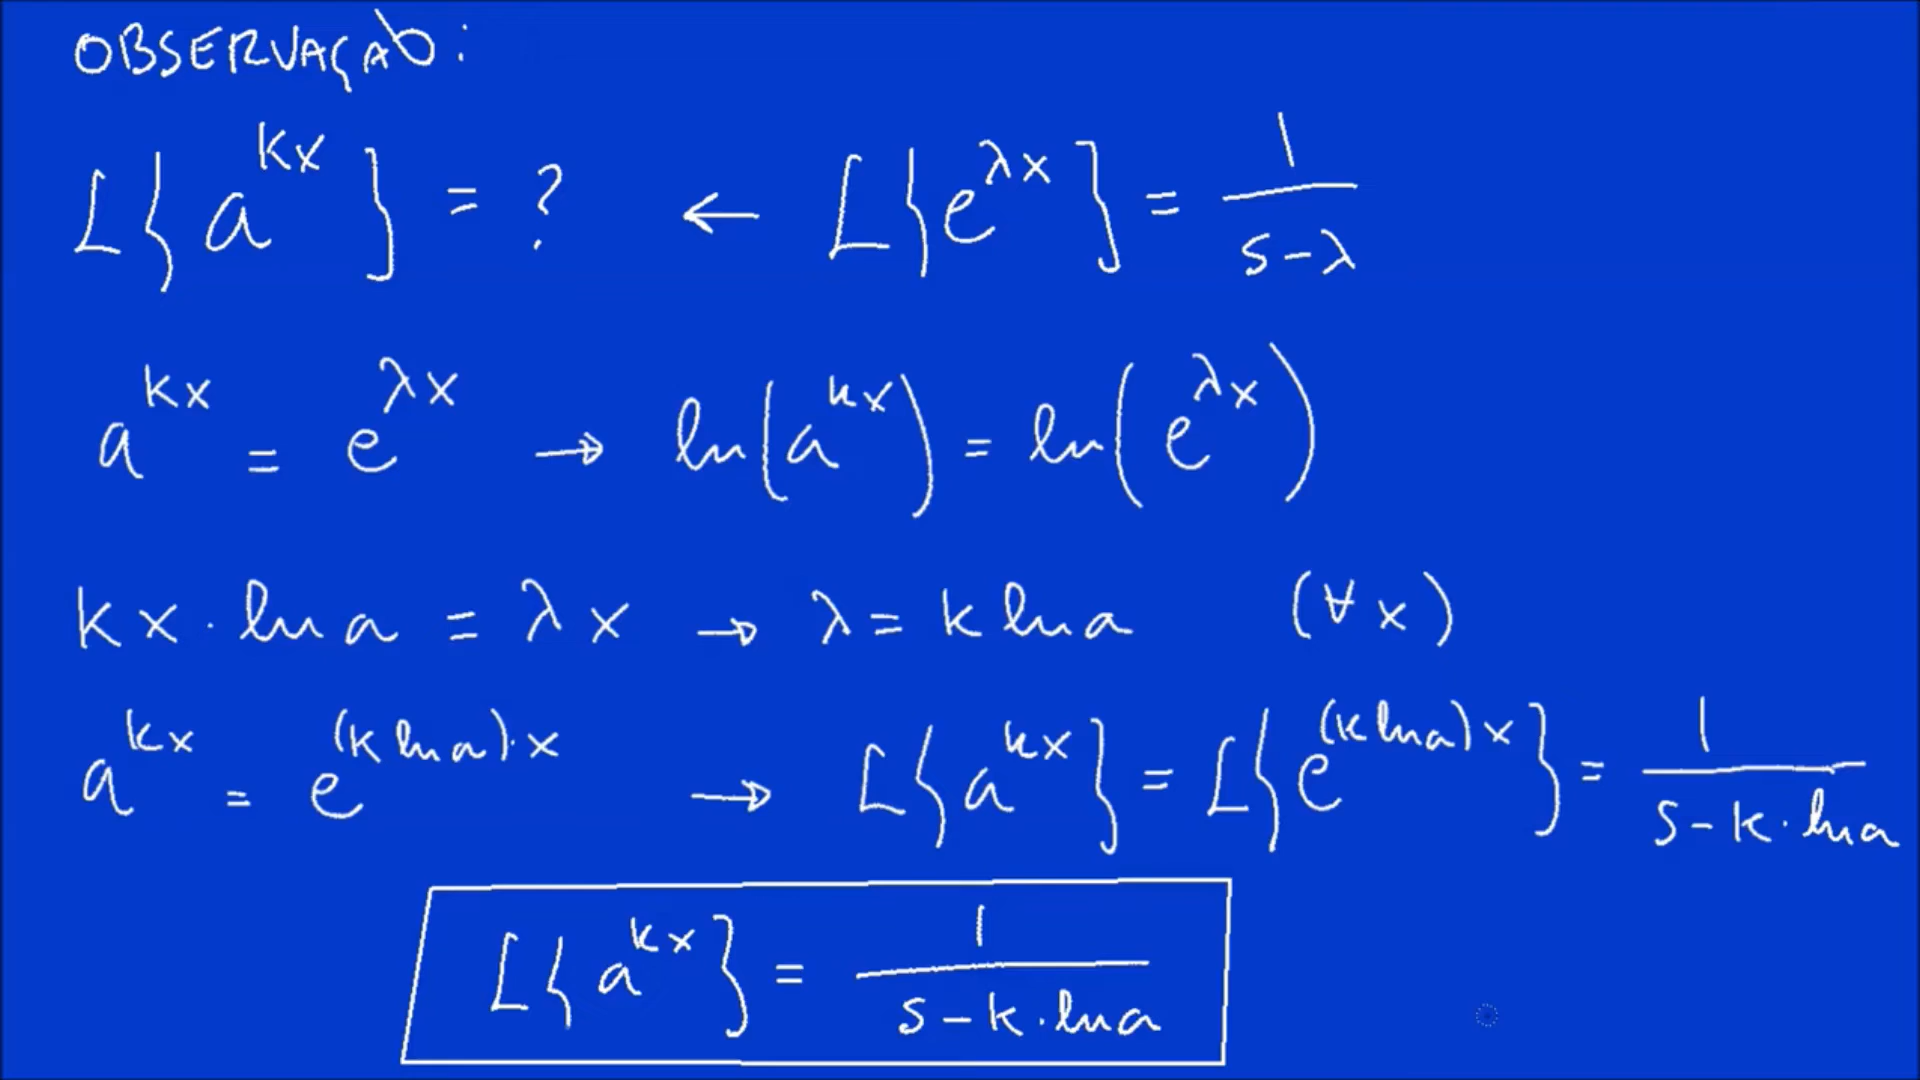 OBSERVAÇÃO:
L{a^{kx}} = ? ← L{e^{λx}} = 1/(s-λ)
a^{kx} = e^{λx} → ln(a^{kx}) = ln(e^{λx})
kx · ln a = λx → λ = k ln a (∀x)
a^{kx} = e^{(k ln a)·x} → L{a^{kx}} = L{e^{(k ln a)x}} = 1/(s-k·ln a)
L{a^{kx}} = 1/(s-k·ln a)